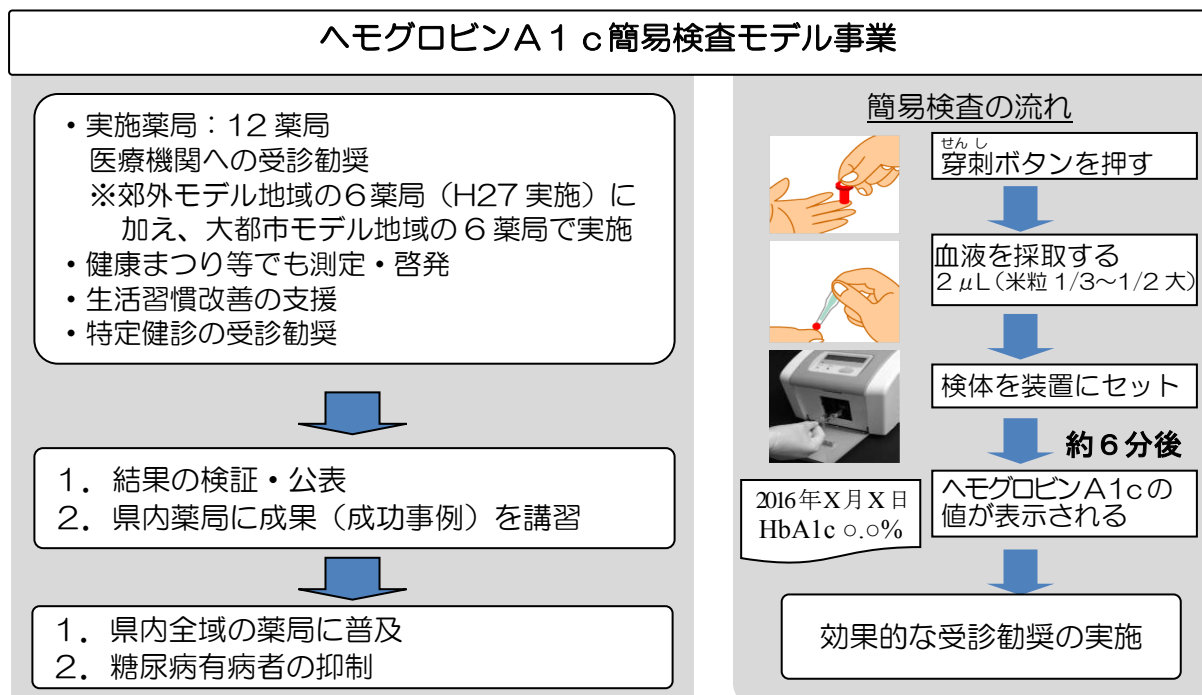 ヘモグロビンA1c簡易検査モデル事業
・実施薬局：12薬局
医療機関への受診勧奨
※郊外モデル地域の6薬局（H27実施）に
加え、大都市モデル地域の6薬局で実施
・健康まつり等でも測定・啓発
・生活習慣改善の支援
・特定健診の受診勧奨
1．結果の検証・公表
2．県内薬局に成果（成功事例）を講習
1．県内全域の薬局に普及
2．糖尿病有病者の抑制
簡易検査の流れ
せんし
穿刺ボタンを押す
血液を採取する
2μL（米粒1/3～1/2大）
検体を装置にセット
約6分後
2016年X月X日
HbA1c ○.○%
ヘモグロビンA1cの
値が表示される
効果的な受診勧奨の実施